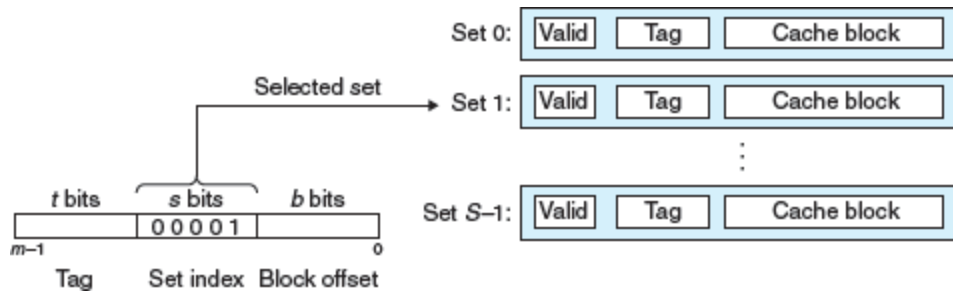 Set 0: Valid Tag Cache block
Selected set
Set 1: Valid Tag Cache block
⋮
t bits s bits b bits
Set S–1: Valid Tag Cache block
0 0 0 0 1
m–1 0
Tag Set index Block offset